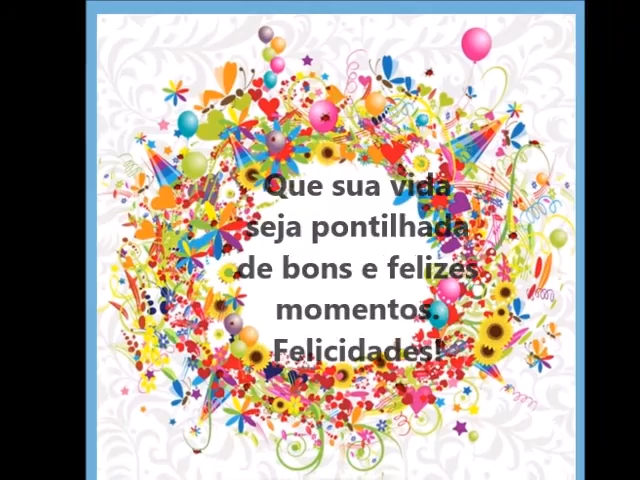 Que sua vida
seja pontilhada
de bons e felizes
momentos.
Felicidades!